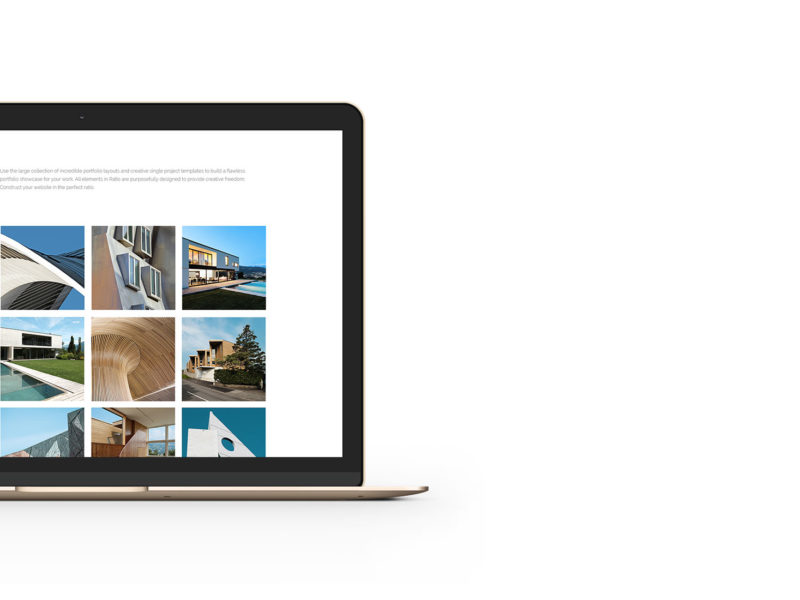 Use the large collection of incredible portfolio layouts and creative single project templates to build a flawless
portfolio showcase for your work. All elements in Ratio are purposefully designed to provide creative freedom.
Construct your website in the perfect ratio.